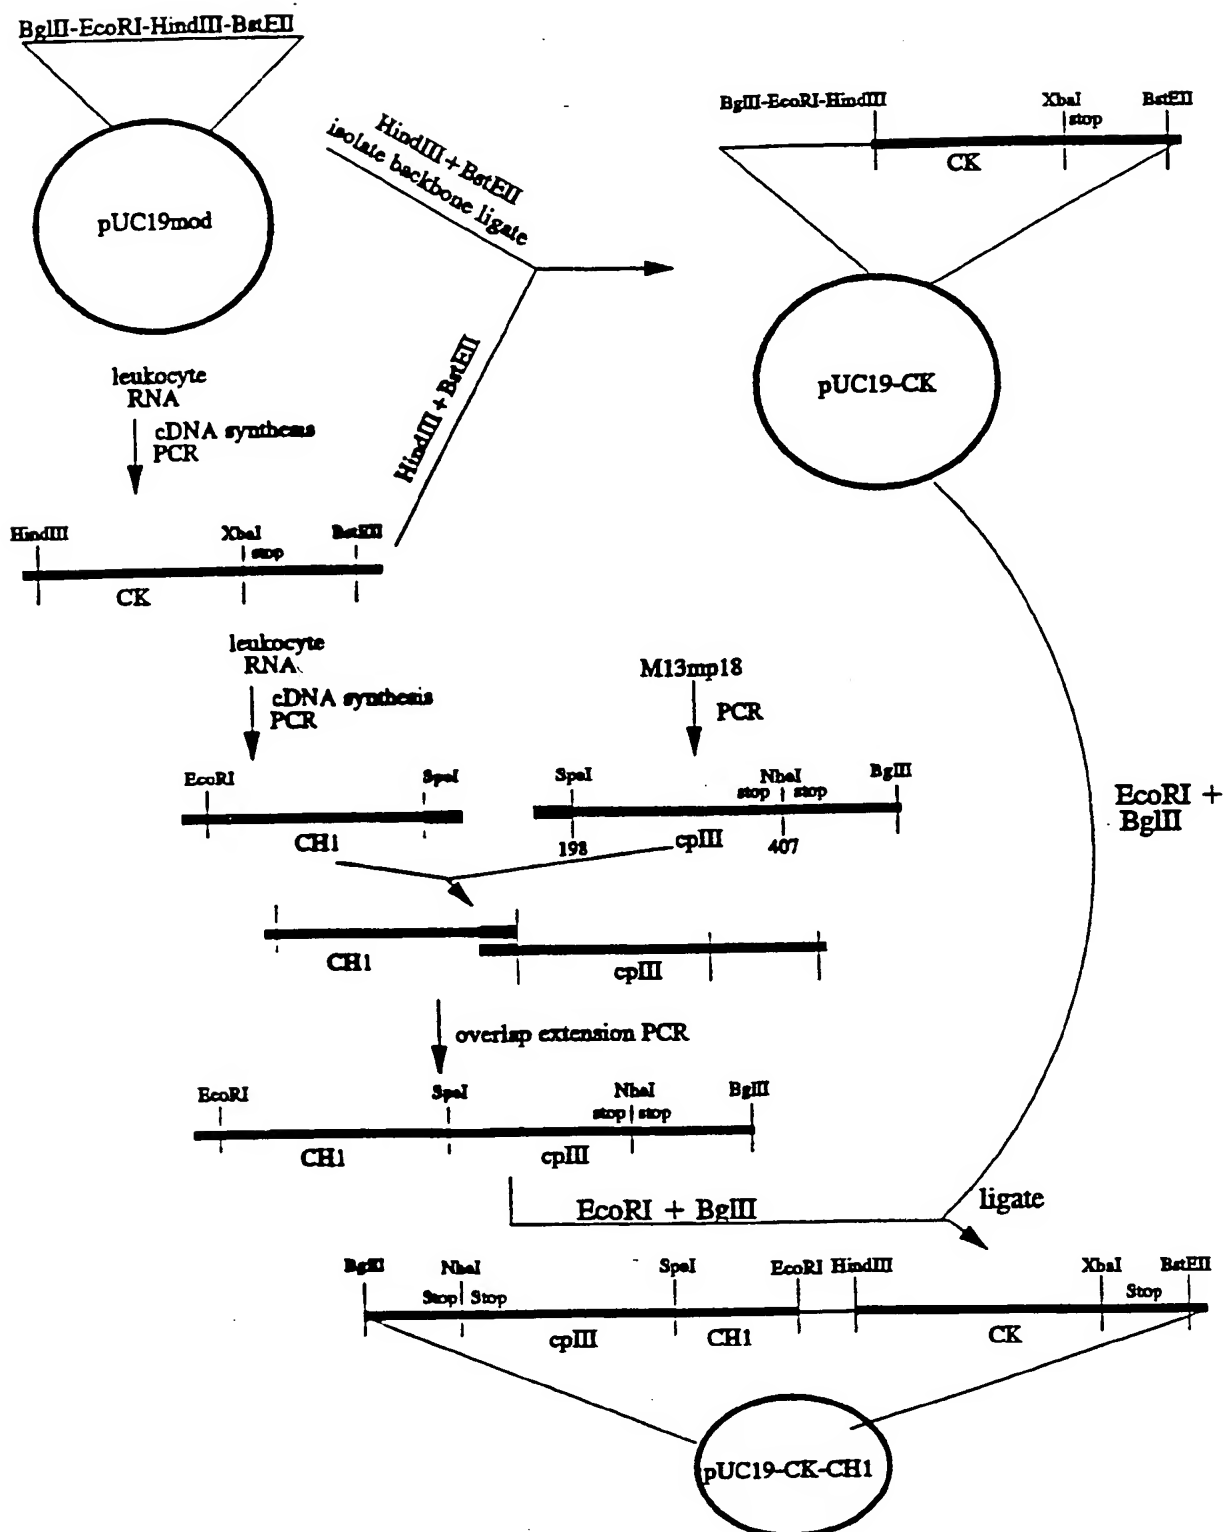 BglII-EcoRI-HindIII-BstEII
pUC19mod
HindIII + BstEII
isolate backbone ligate
HindIII + BstEII
BglII-EcoRI-HindIII
XbaI
stop
BstEII
CK
pUC19-CK
leukocyte
RNA
cDNA synthesis
PCR
HindIII
XbaI
stop
BstEII
CK
leukocyte
RNA
cDNA synthesis
PCR
M13mp18
PCR
EcoRI
SpeI
CH1
SpeI
NheI
stop
stop
BglII
198
cpIII
407
EcoRI +
BglII
CH1
cpIII
overlap extension PCR
EcoRI
SpeI
NheI
stop
stop
BglII
CH1
cpIII
EcoRI + BglII
ligate
BglII
NheI
Stop
Stop
SpeI
EcoRI
HindIII
XbaI
Stop
BstEII
cpIII
CH1
CK
pUC19-CK-CH1